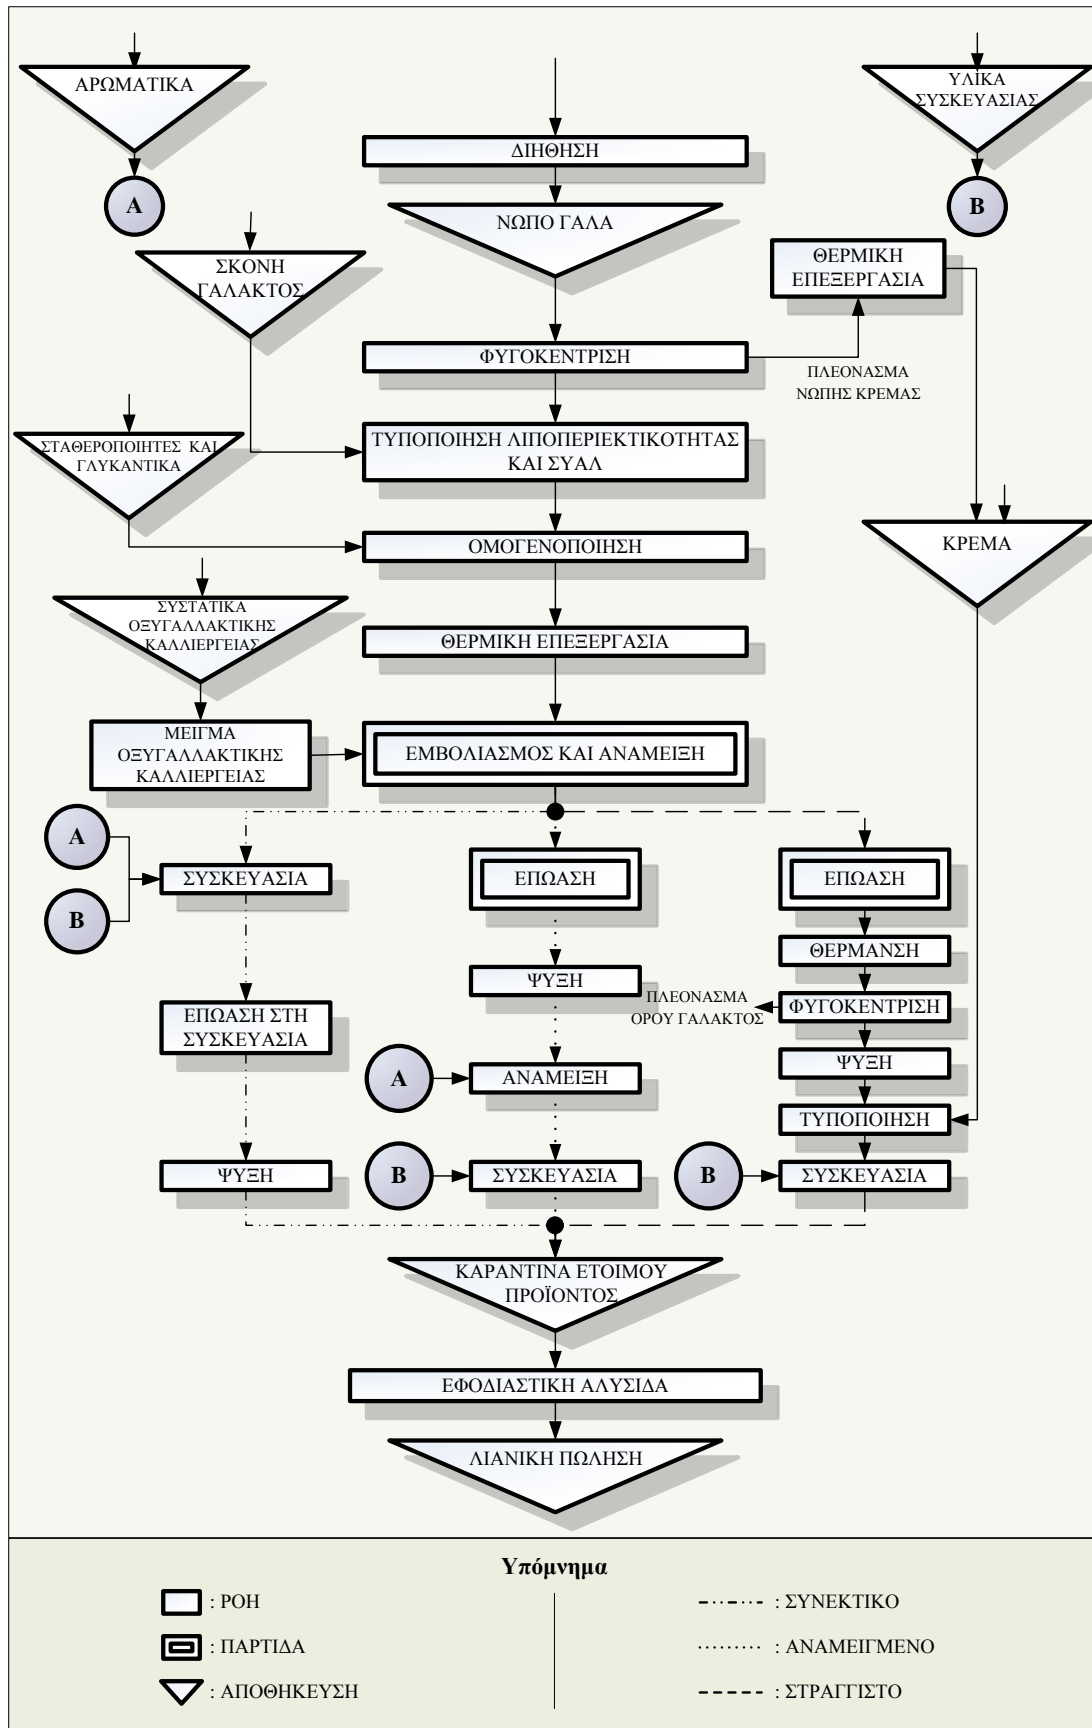 ΑΡΩΜΑΤΙΚΑ
ΥΛΙΚΑ
ΣΥΣΚΕΥΑΣΙΑΣ
ΔΙΗΘΗΣΗ
Α
Β
ΝΩΠΟ ΓΑΛΑ
ΣΚΟΝΗ
ΓΑΛΑΚΤΟΣ
ΘΕΡΜΙΚΗ
ΕΠΕΞΕΡΓΑΣΙΑ
ΦΥΓΟΚΕΝΤΡΙΣΗ
ΠΛΕΟΝΑΣΜΑ
ΝΩΠΗΣ ΚΡΕΜΑΣ
ΣΤΑΘΕΡΟΠΟΙΗΤΕΣ ΚΑΙ
ΓΛΥΚΑΝΤΙΚΑ
ΤΥΠΟΠΟΙΗΣΗ ΛΙΠΟΠΕΡΙΕΚΤΙΚΟΤΗΤΑΣ
ΚΑΙ ΣΥΑΛ
ΟΜΟΓΕΝΟΠΟΙΗΣΗ
ΚΡΕΜΑ
ΣΥΣΤΑΤΙΚΑ
ΟΞΥΓΑΛΛΑΚΤΙΚΗΣ
ΚΑΛΛΙΕΡΓΕΙΑΣ
ΘΕΡΜΙΚΗ ΕΠΕΞΕΡΓΑΣΙΑ
ΜΕΙΓΜΑ
ΟΞΥΓΑΛΛΑΚΤΙΚΗΣ
ΚΑΛΛΙΕΡΓΕΙΑΣ
ΕΜΒΟΛΙΑΣΜΟΣ ΚΑΙ ΑΝΑΜΕΙΞΗ
Α
Β
ΣΥΣΚΕΥΑΣΙΑ
ΕΠΩΑΣΗ
ΕΠΩΑΣΗ
ΘΕΡΜΑΝΣΗ
ΨΥΞΗ
ΠΛΕΟΝΑΣΜΑ
ΟΡΟΥ ΓΑΛΑΚΤΟΣ
ΦΥΓΟΚΕΝΤΡΙΣΗ
ΕΠΩΑΣΗ ΣΤΗ
ΣΥΣΚΕΥΑΣΙΑ
ΨΥΞΗ
Α
ΑΝΑΜΕΙΞΗ
ΤΥΠΟΠΟΙΗΣΗ
ΨΥΞΗ
Β
ΣΥΣΚΕΥΑΣΙΑ
Β
ΣΥΣΚΕΥΑΣΙΑ
ΚΑΡΑΝΤΙΝΑ ΕΤΟΙΜΟΥ
ΠΡΟΪΟΝΤΟΣ
ΕΦΟΔΙΑΣΤΙΚΗ ΑΛΥΣΙΔΑ
ΛΙΑΝΙΚΗ ΠΩΛΗΣΗ
Υπόμνημα
: ΡΟΗ
: ΣΥΝΕΚΤΙΚΟ
: ΠΑΡΤΙΔΑ
: ΑΝΑΜΕΙΓΜΕΝΟ
: ΑΠΟΘΗΚΕΥΣΗ
: ΣΤΡΑΓΓΙΣΤΟ